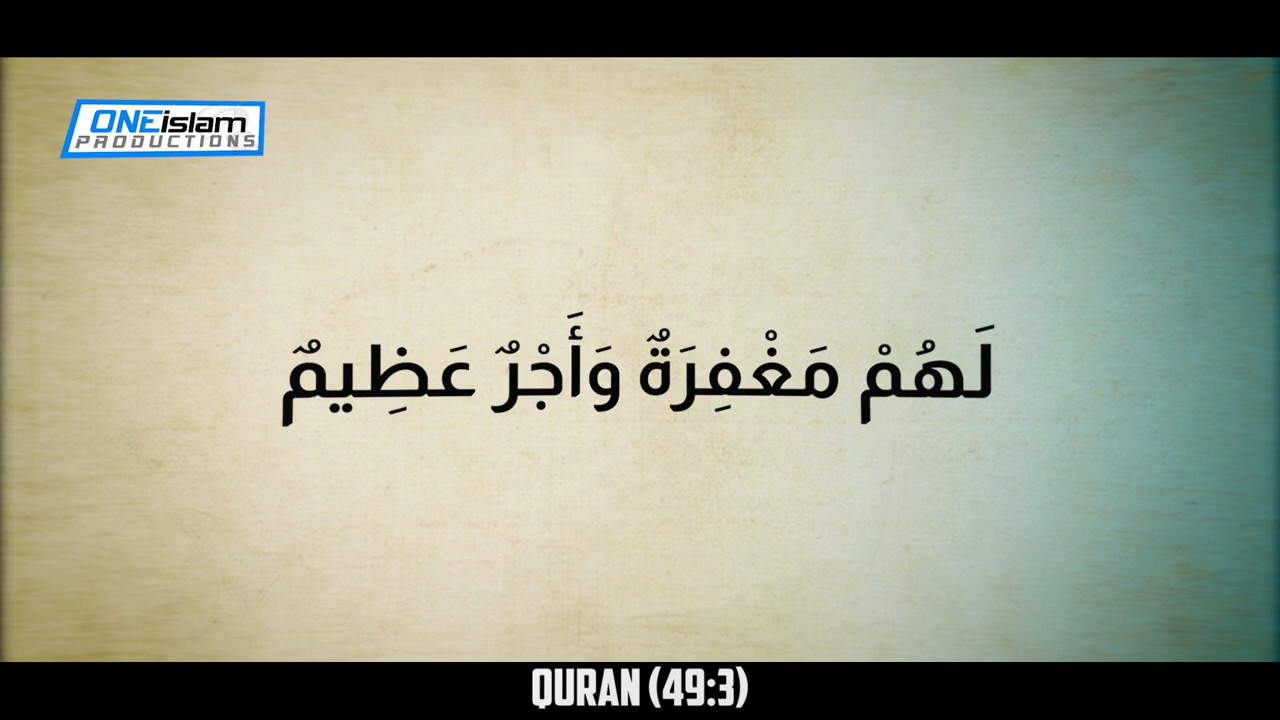 ONEislam
PRODUCTIONS
لَهُمْ مَغْفِرَةٌ وَأَجْرٌ عَظِيمٌ
QURAN (49:3)